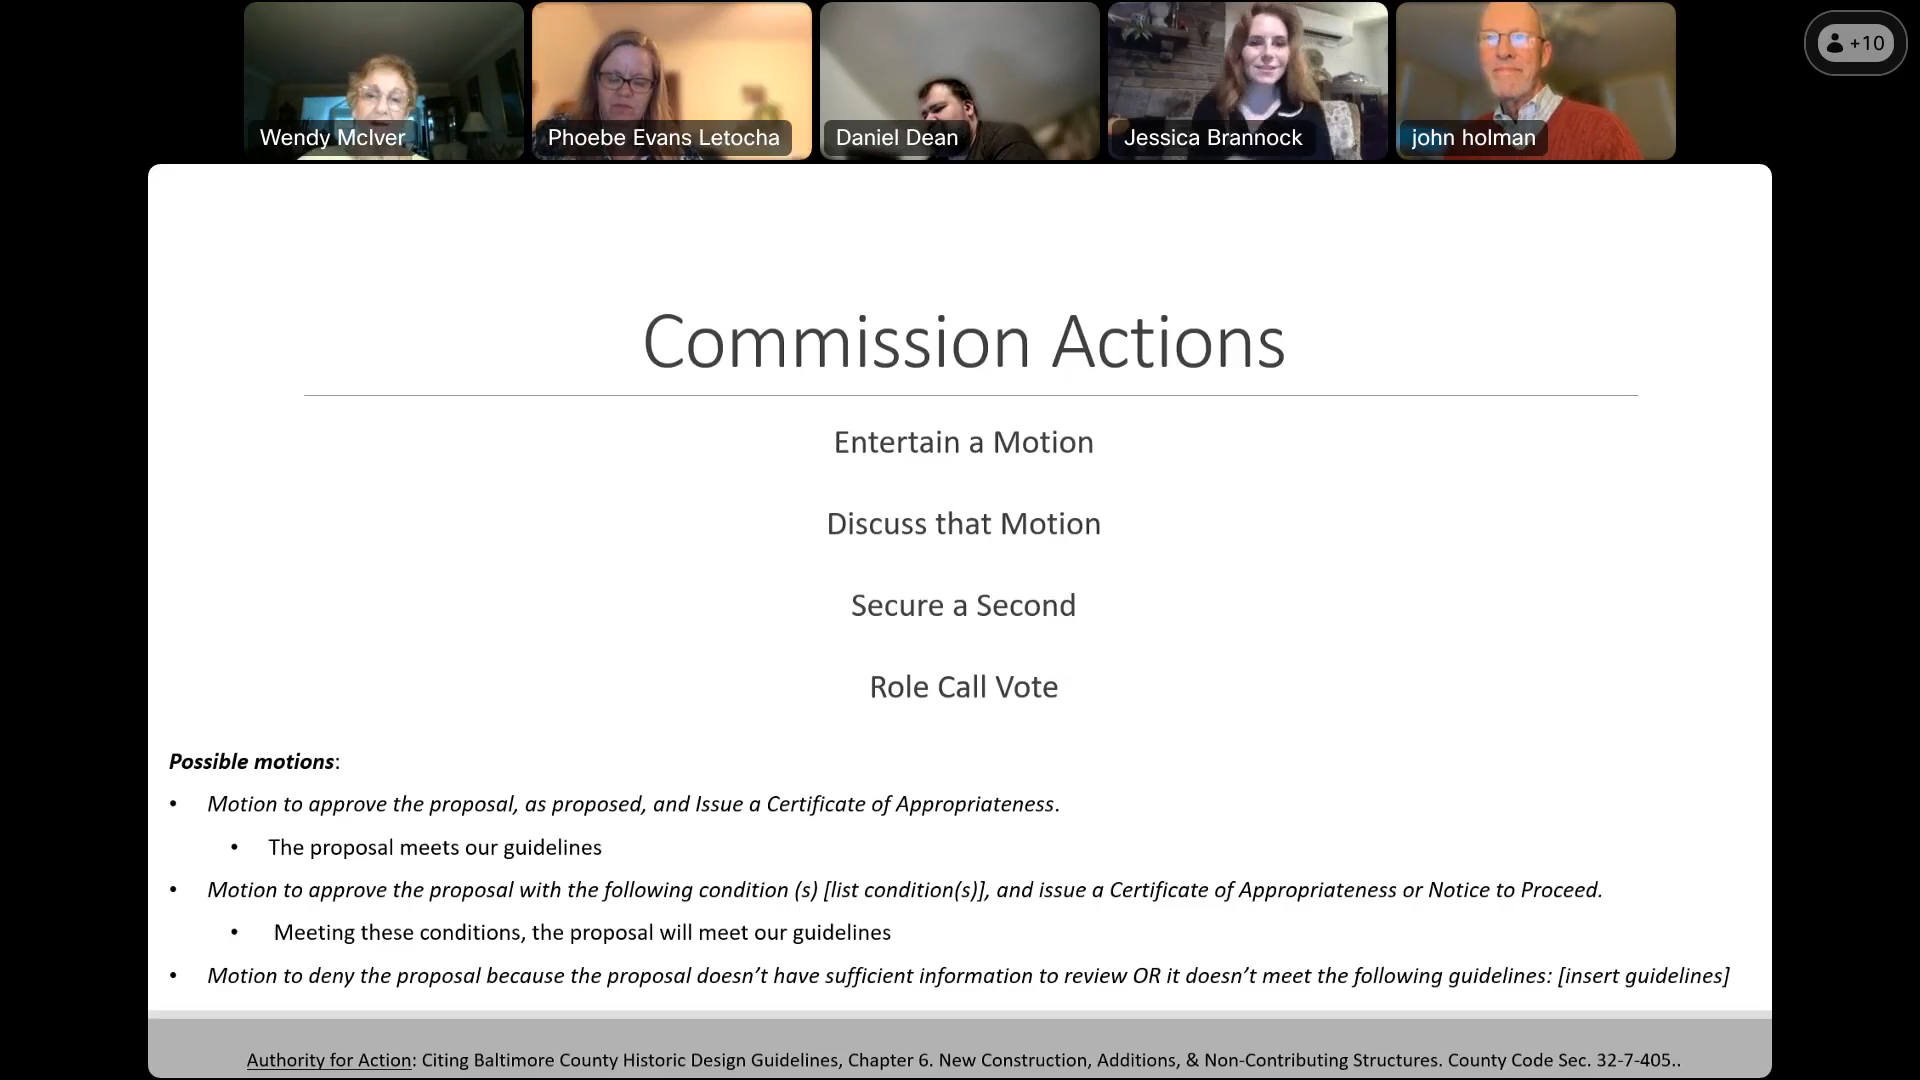 Wendy McIver
Phoebe Evans Letocha
Daniel Dean
Jessica Brannock
john holman
+10
Commission Actions
Entertain a Motion
Discuss that Motion
Secure a Second
Role Call Vote
Possible motions:
• Motion to approve the proposal, as proposed, and Issue a Certificate of Appropriateness.
• The proposal meets our guidelines
• Motion to approve the proposal with the following condition (s) [list condition(s)], and issue a Certificate of Appropriateness or Notice to Proceed.
• Meeting these conditions, the proposal will meet our guidelines
• Motion to deny the proposal because the proposal doesn’t have sufficient information to review OR it doesn’t meet the following guidelines: [insert guidelines]
Authority for Action: Citing Baltimore County Historic Design Guidelines, Chapter 6. New Construction, Additions, & Non-Contributing Structures. County Code Sec. 32-7-405..